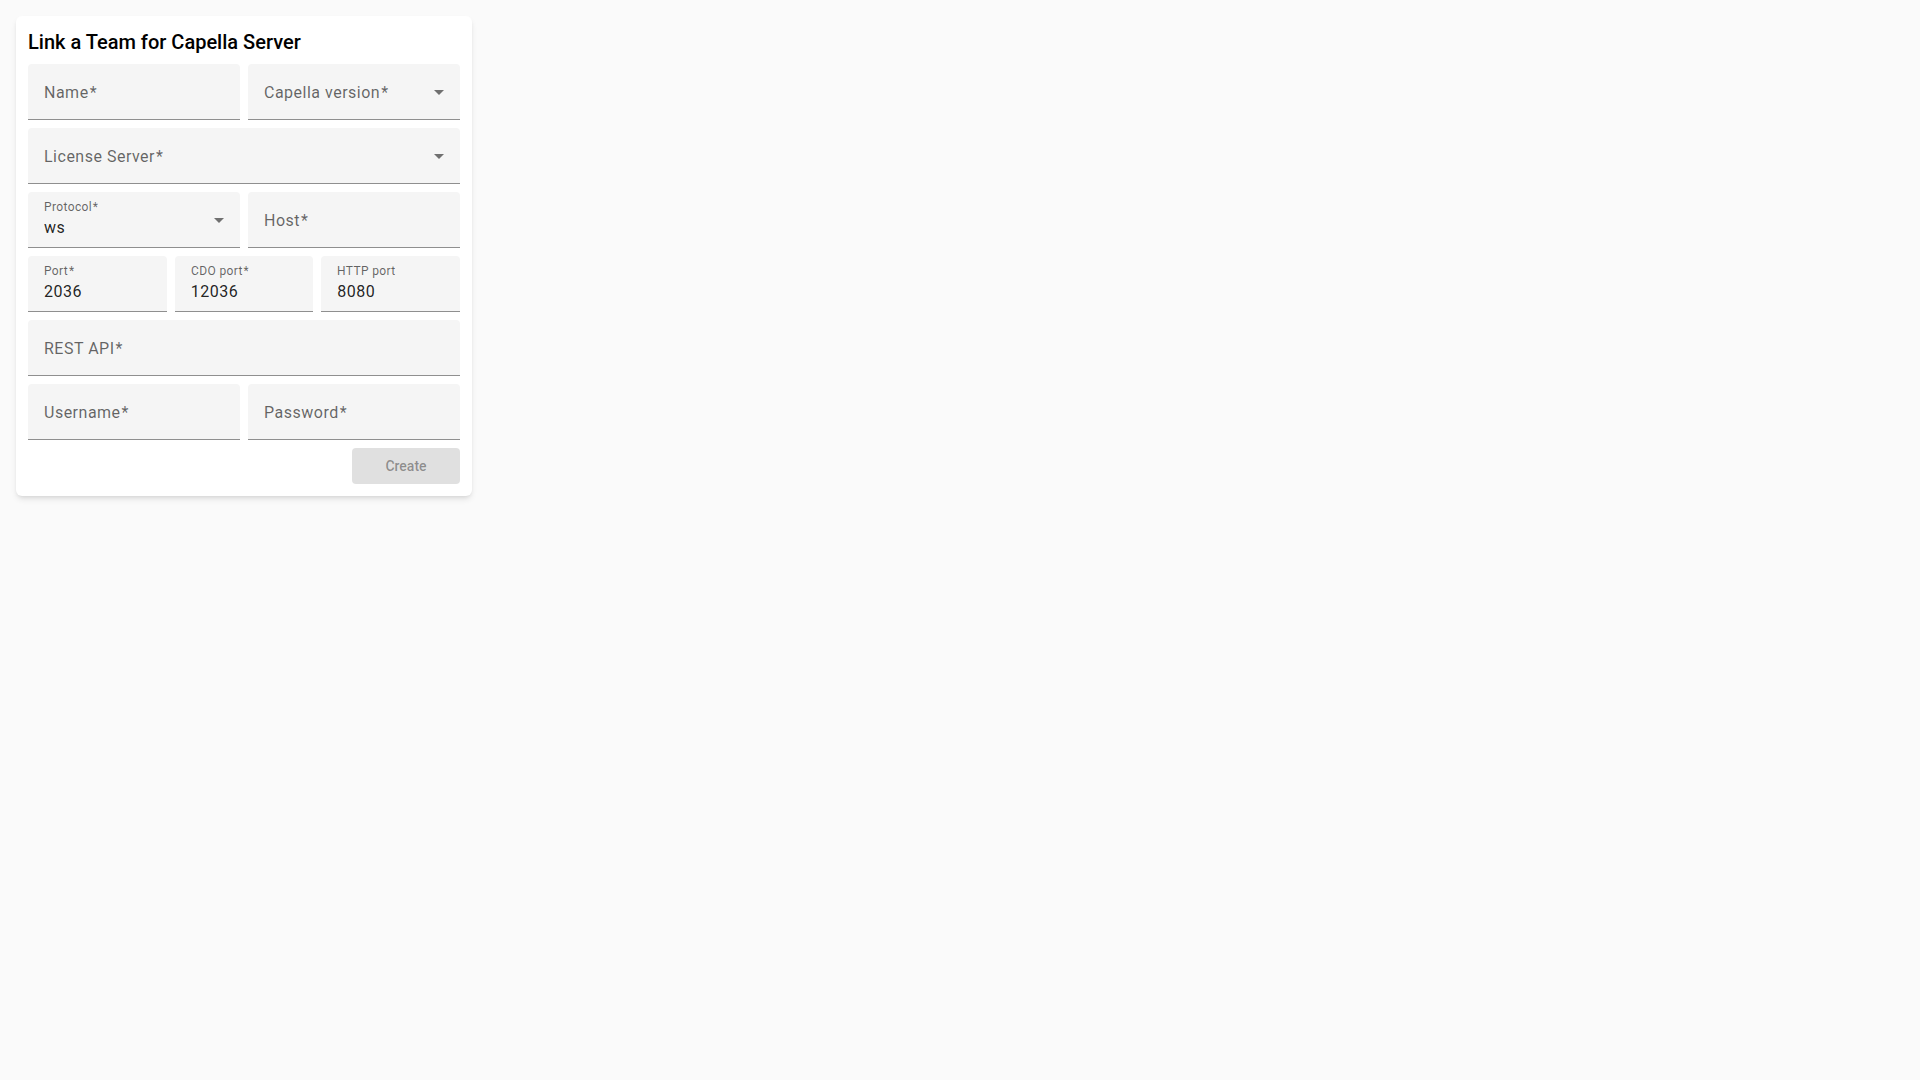 Link a Team for Capella Server
Name*
Capella version*
License Server*
Protocol*
ws
Host*
Port*
2036
CDO port*
12036
HTTP port
8080
REST API*
Username*
Password*
Create